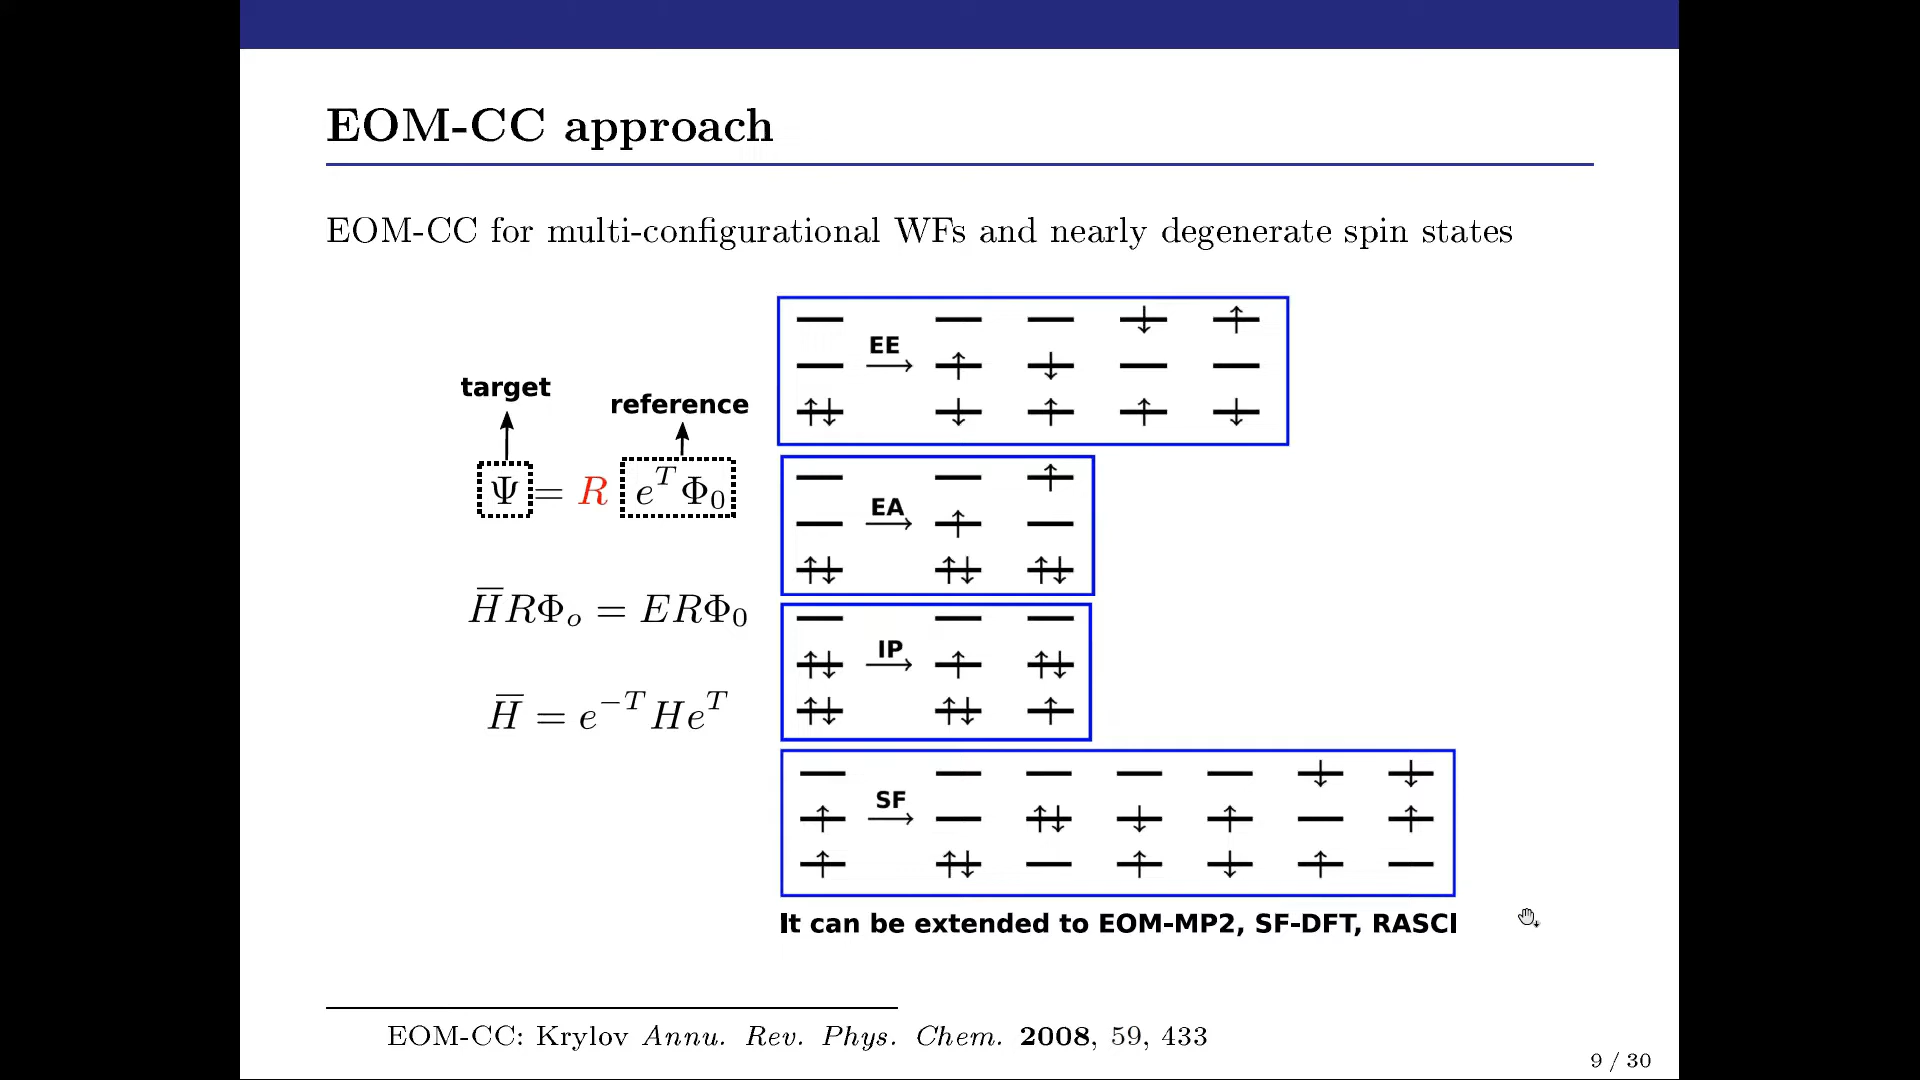 EOM-CC approach
EOM-CC for multi-configurational WFs and nearly degenerate spin states
target
reference
Ψ = R e^T Φ₀
H̅RΦₒ = ERΦ₀
H̅ = e^{−T} H e^T
EE
EA
IP
SF
It can be extended to EOM-MP2, SF-DFT, RASCI
EOM-CC: Krylov Annu. Rev. Phys. Chem. 2008, 59, 433
9 / 30